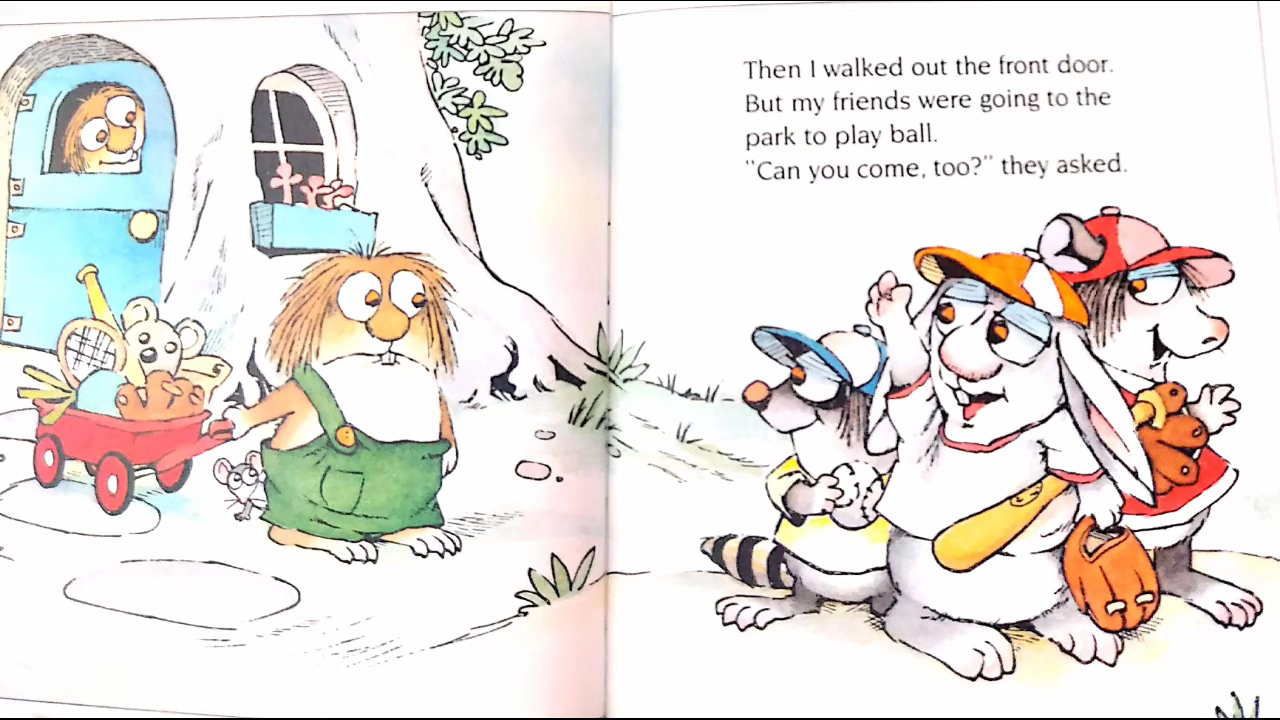 Then I walked out the front door.
But my friends were going to the
park to play ball.
"Can you come, too?" they asked.